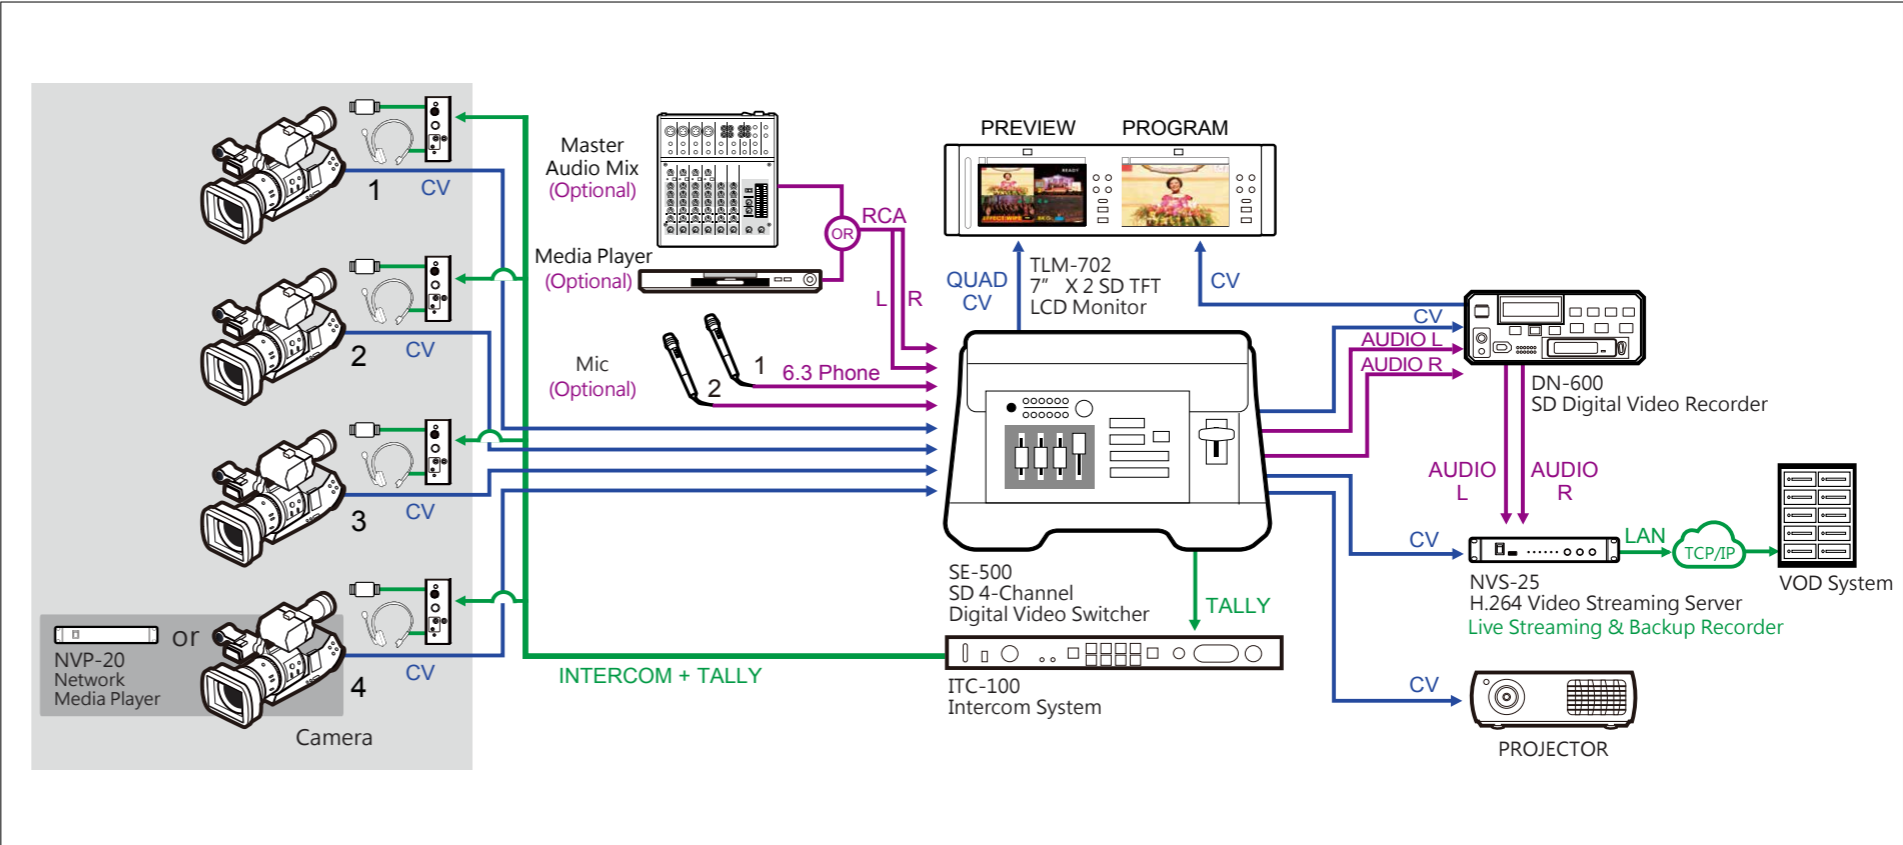 1
CV
2
CV
3
CV
4
CV
or
NVP-20
Network
Media Player
Camera
Master
Audio Mix
(Optional)
Media Player
(Optional)
OR
RCA
L
R
Mic
(Optional)
1
2
6.3 Phone
INTERCOM + TALLY
PREVIEW
PROGRAM
READY
EFFECT:WIPE
QUAD
CV
TLM-702
7” X 2 SD TFT
LCD Monitor
CV
CV
AUDIO L
AUDIO R
DN-600
SD Digital Video Recorder
AUDIO
L
AUDIO
R
SE-500
SD 4-Channel
Digital Video Switcher
TALLY
ITC-100
Intercom System
CV
LAN
TCP/IP
VOD System
NVS-25
H.264 Video Streaming Server
Live Streaming & Backup Recorder
CV
PROJECTOR